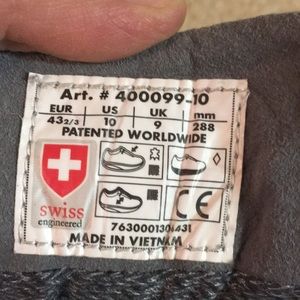 Art. # 400099-10
EUR US UK mm
43 2/3 10 9 288
PATENTED WORLDWIDE
swiss
engineered
CE
7630001304431
MADE IN VIETNAM